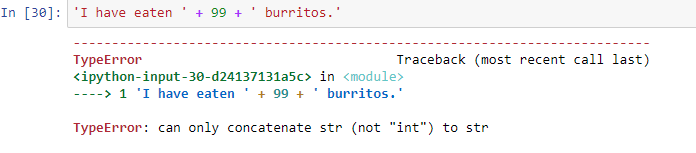 In [30]: 'I have eaten ' + 99 + ' burritos.'
---------------------------------------------------------------------------
TypeError                                 Traceback (most recent call last)
<ipython-input-30-d24137131a5c> in <module>
----> 1 'I have eaten ' + 99 + ' burritos.'
TypeError: can only concatenate str (not "int") to str